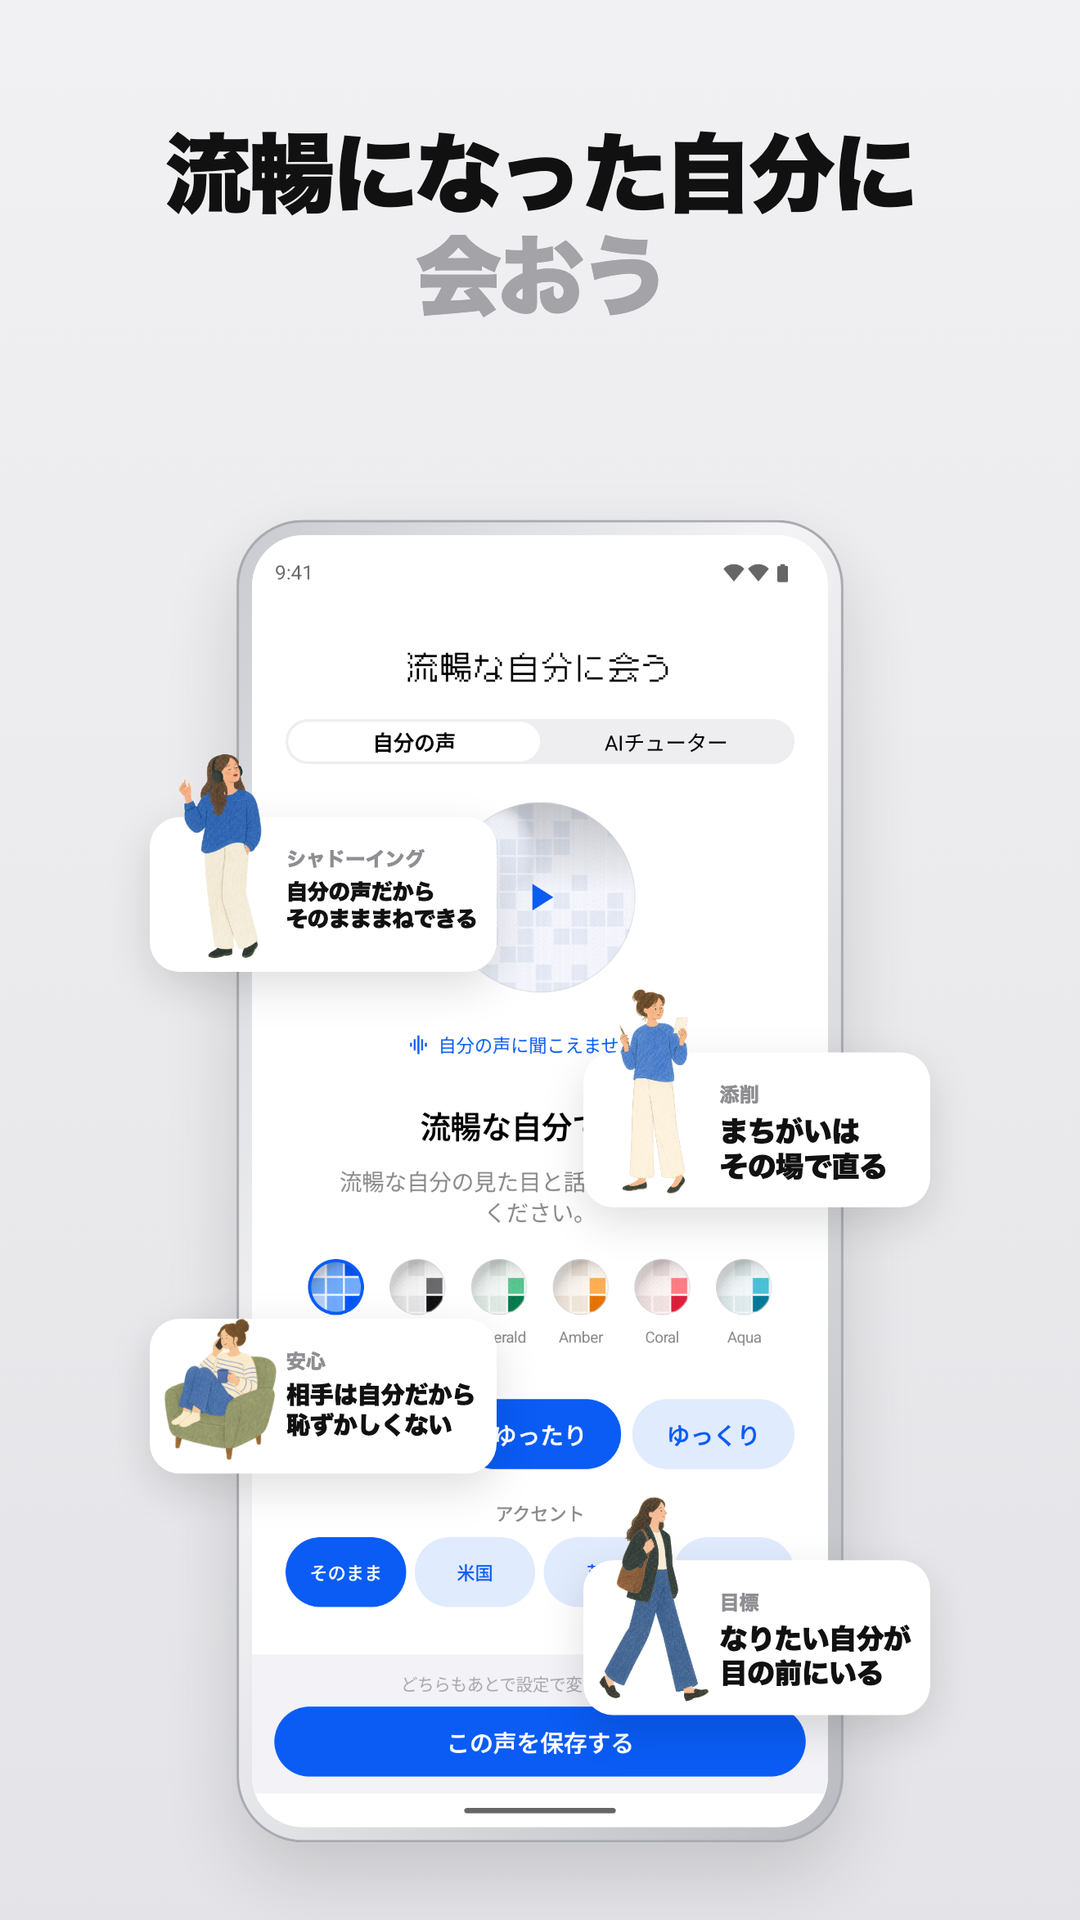 流暢になった自分に
会おう
9:41
流暢な自分に会う
自分の声
AIチューター
シャドーイング
自分の声だから
そのまままねできる
自分の声に聞こえませ
添削
まちがいは
その場で直る
流暢な自分で
流暢な自分の見た目と話
ください。
erald
Amber
Coral
Aqua
安心
相手は自分だから
恥ずかしくない
ゆったり
ゆっくり
アクセント
そのまま
米国
目標
なりたい自分が
目の前にいる
どちらもあとで設定で変
この声を保存する